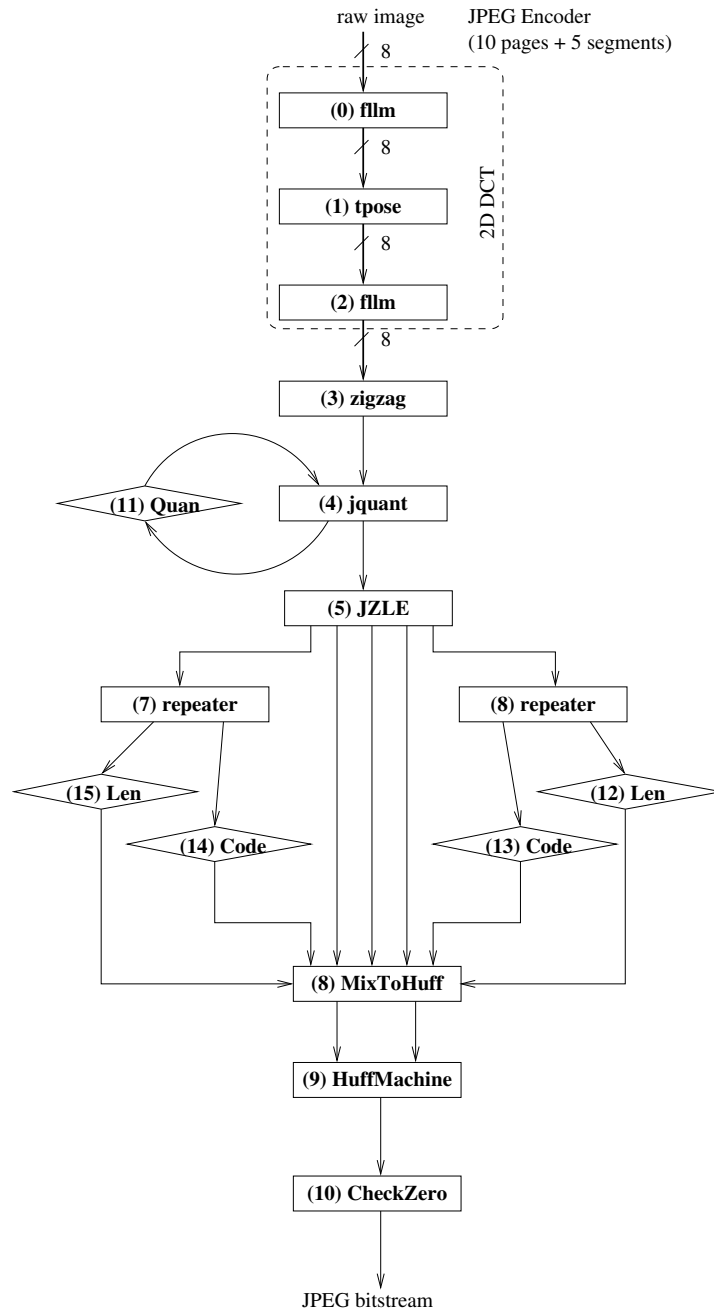 raw image
JPEG Encoder
(10 pages + 5 segments)
8
(0) fllm
8
(1) tpose
2D DCT
8
(2) fllm
8
(3) zigzag
(11) Quan
(4) jquant
(5) JZLE
(7) repeater
(8) repeater
(15) Len
(12) Len
(14) Code
(13) Code
(8) MixToHuff
(9) HuffMachine
(10) CheckZero
JPEG bitstream